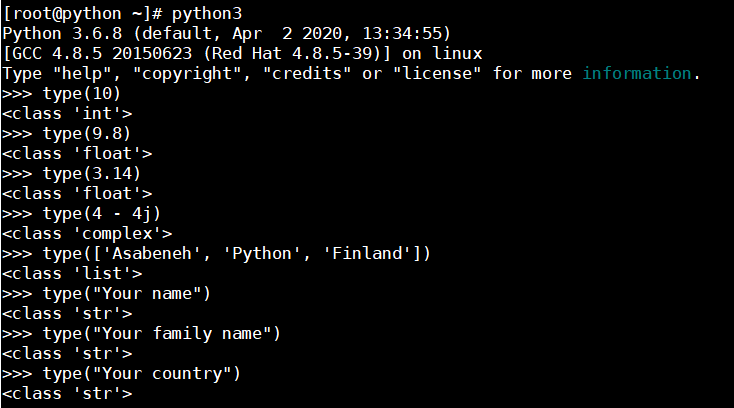 [root@python ~]# python3
Python 3.6.8 (default, Apr  2 2020, 13:34:55)
[GCC 4.8.5 20150623 (Red Hat 4.8.5-39)] on linux
Type "help", "copyright", "credits" or "license" for more information.
>>> type(10)
<class 'int'>
>>> type(9.8)
<class 'float'>
>>> type(3.14)
<class 'float'>
>>> type(4 - 4j)
<class 'complex'>
>>> type(['Asabeneh', 'Python', 'Finland'])
<class 'list'>
>>> type("Your name")
<class 'str'>
>>> type("Your family name")
<class 'str'>
>>> type("Your country")
<class 'str'>